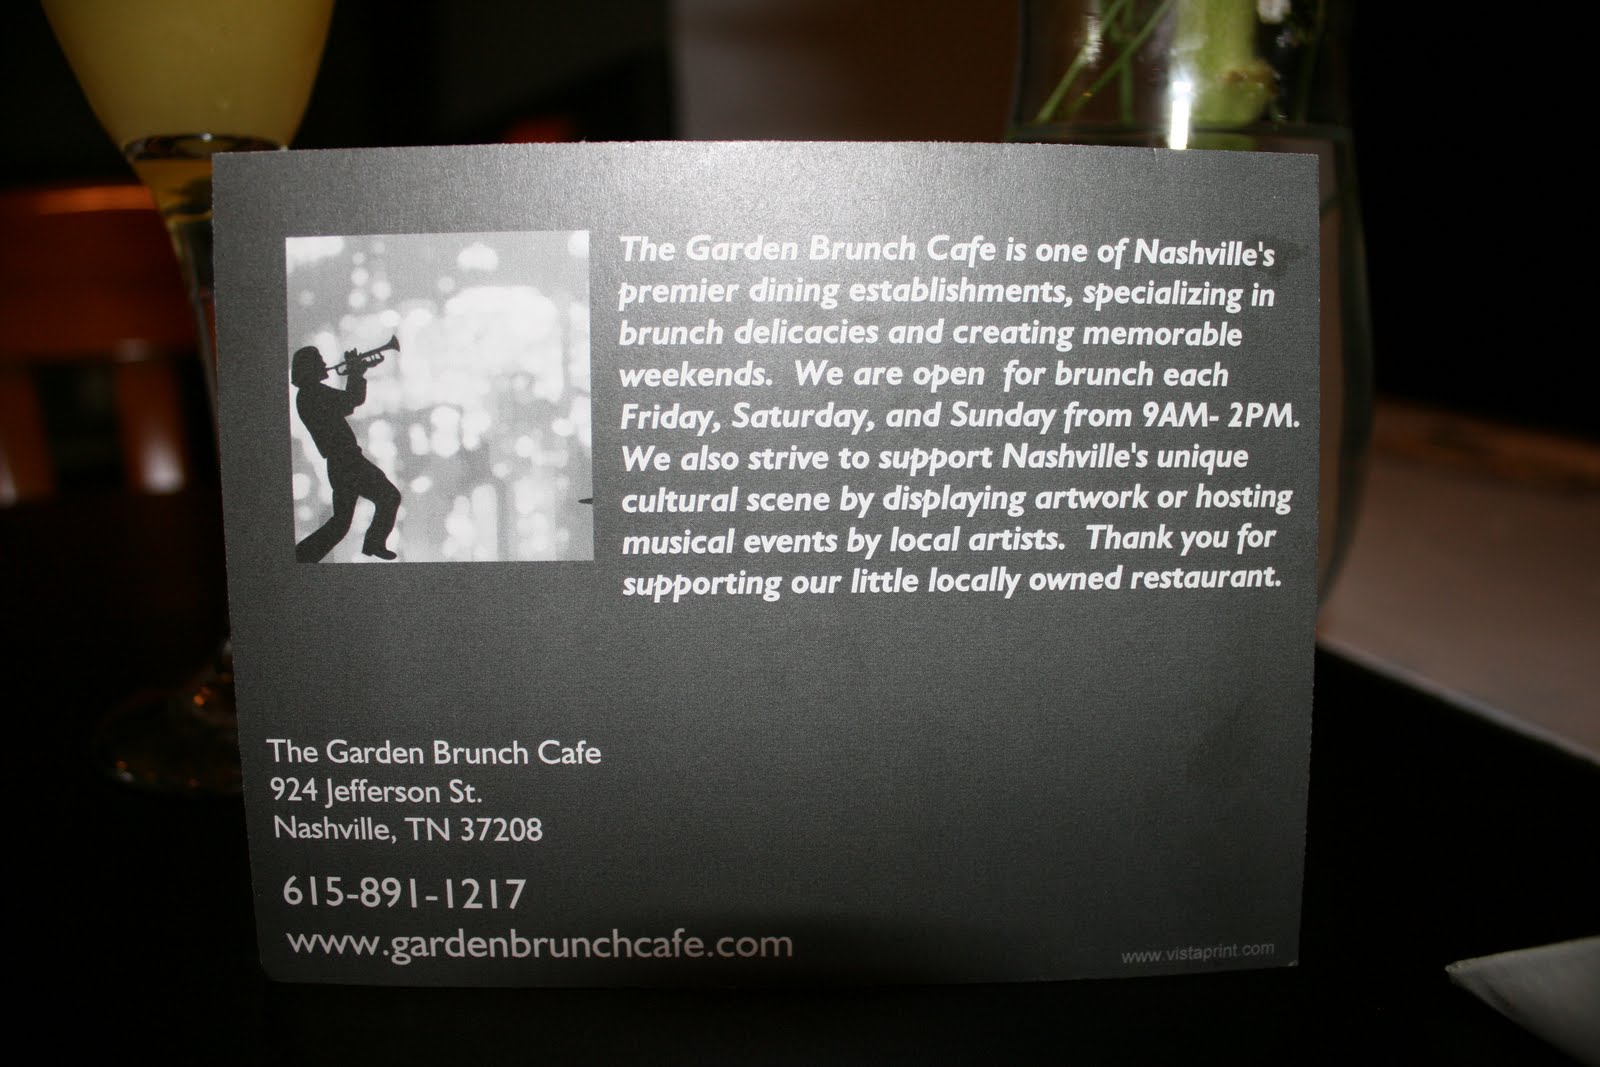 The Garden Brunch Cafe is one of Nashville's
premier dining establishments, specializing in
brunch delicacies and creating memorable
weekends. We are open for brunch each
Friday, Saturday, and Sunday from 9AM- 2PM.
We also strive to support Nashville's unique
cultural scene by displaying artwork or hosting
musical events by local artists. Thank you for
supporting our little locally owned restaurant.
The Garden Brunch Cafe
924 Jefferson St.
Nashville, TN 37208
615-891-1217
www.gardenbrunchcafe.com
www.vistaprint.com